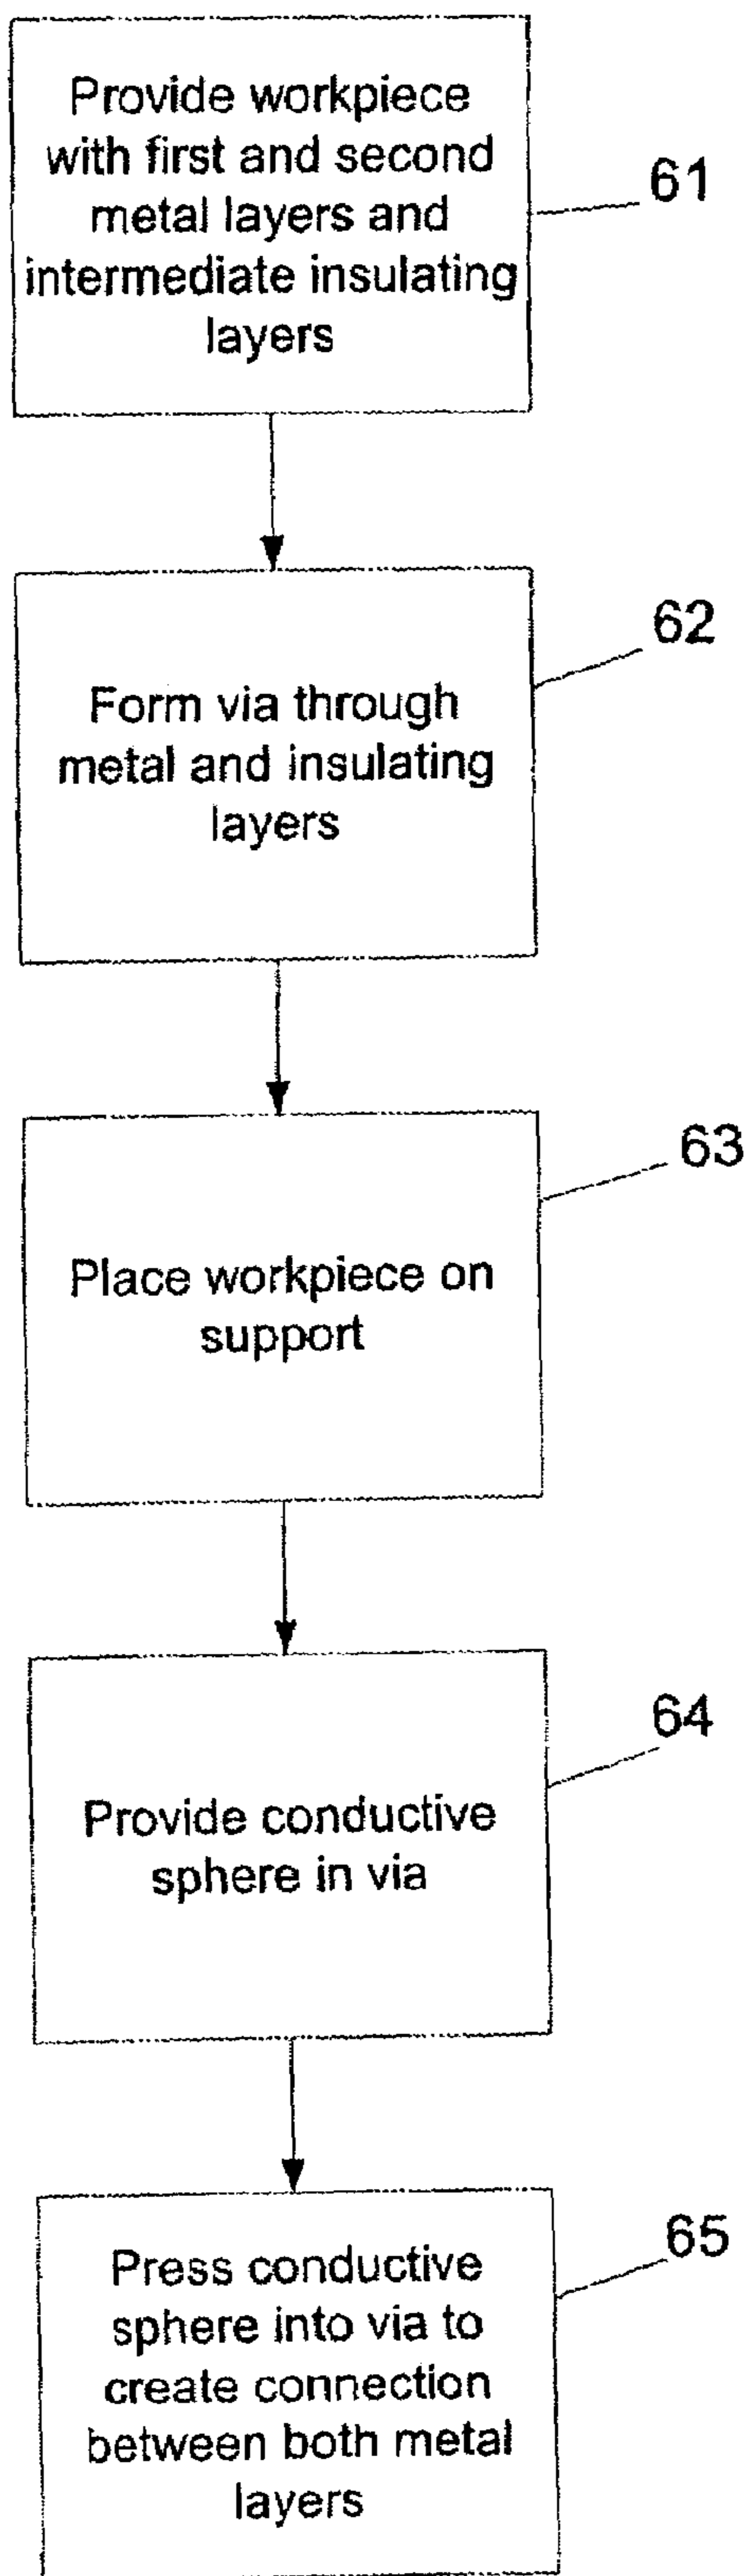 Provide workpiece
with first and second
metal layers and
intermediate insulating
layers
61
Form via through
metal and insulating
layers
62
Place workpiece on
support
63
Provide conductive
sphere in via
64
Press conductive
sphere into via to
create connection
between both metal
layers
65